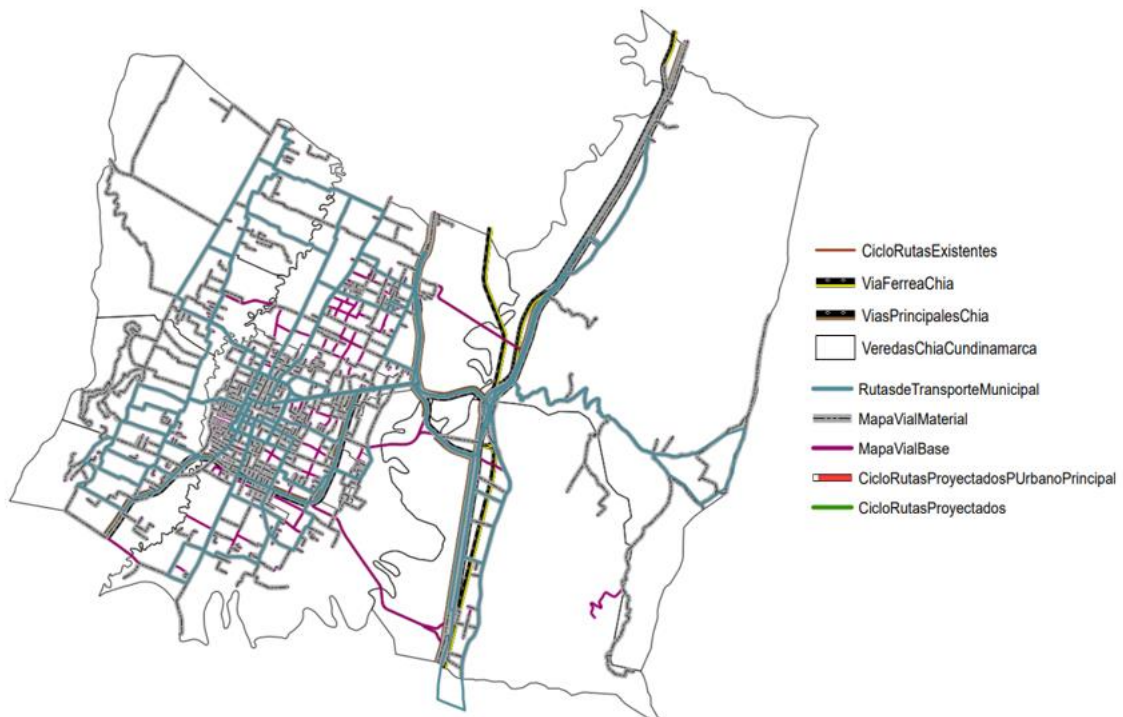 CicloRutasExistentes
ViaFerreaChia
ViasPrincipalesChia
VeredasChiaCundinamarca
RutasdeTransporteMunicipal
MapaVialMaterial
MapaVialBase
CicloRutasProyectadosPUrbanoPrincipal
CicloRutasProyectados